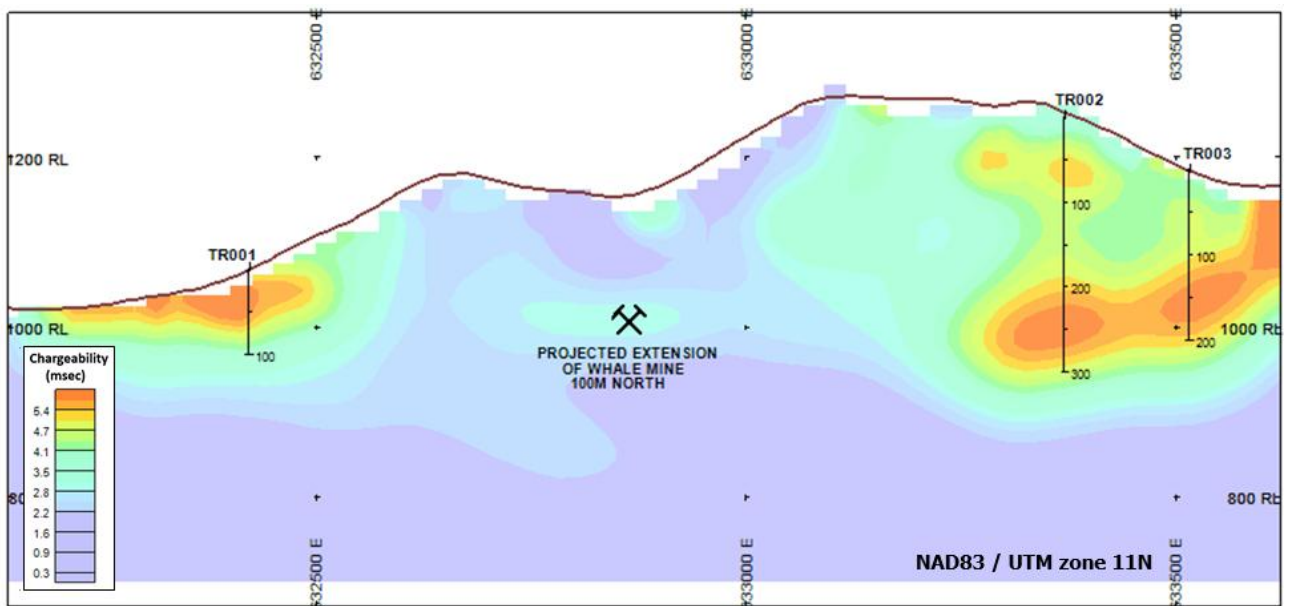 632500 E
633000 E
633500 E
TR002
1200 RL
TR003
100
TR001
100
200
1000 RL
1000 RL
200
100
PROJECTED EXTENSION
OF WHALE MINE
100M NORTH
300
Chargeability
(msec)
5.4
4.7
4.1
3.5
2.8
2.2
1.6
0.9
0.3
80
800 RL
632500 E
633000 E
633500 E
NAD83 / UTM zone 11N